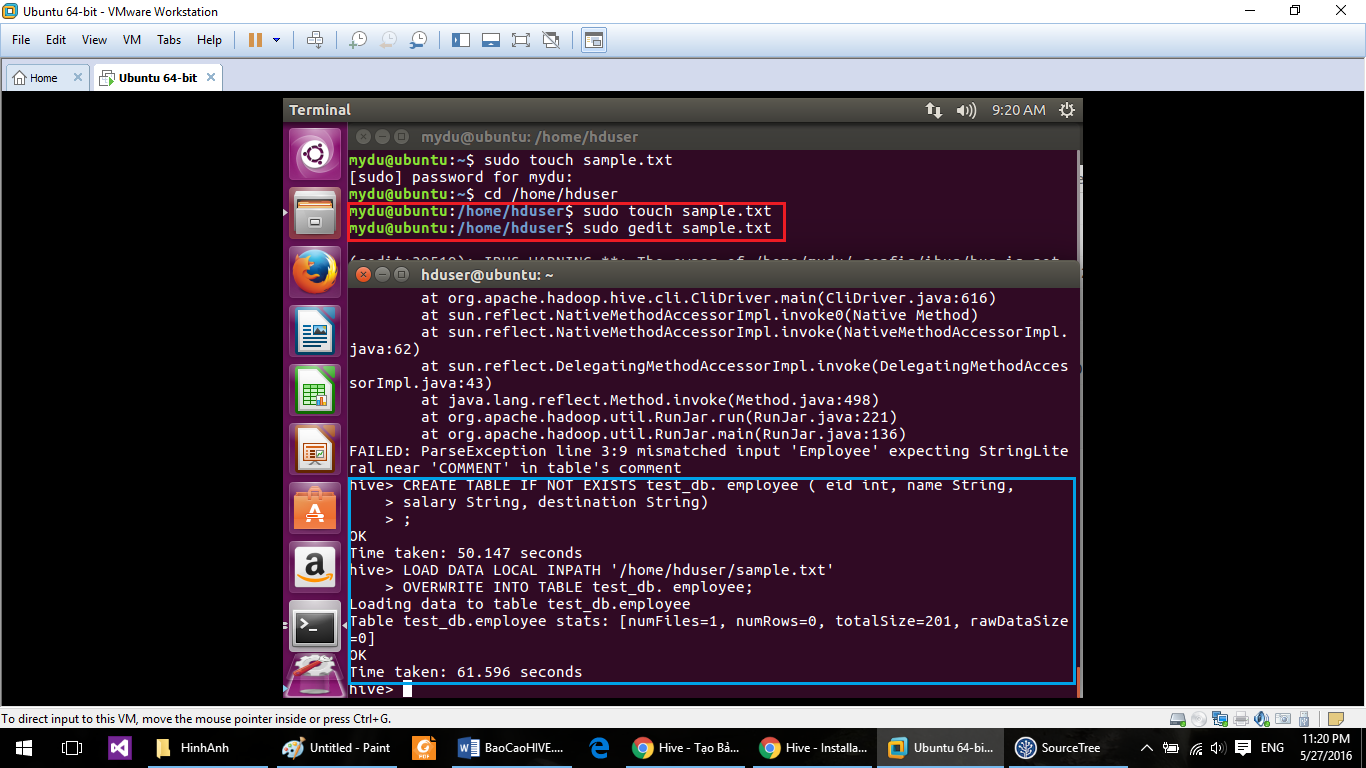 Ubuntu 64-bit - VMware Workstation
File Edit View VM Tabs Help
Home
Ubuntu 64-bit
Terminal
9:20 AM
mydu@ubuntu: /home/hduser
mydu@ubuntu:~$ sudo touch sample.txt
[sudo] password for mydu:
mydu@ubuntu:~$ cd /home/hduser
mydu@ubuntu:/home/hduser$ sudo touch sample.txt
mydu@ubuntu:/home/hduser$ sudo gedit sample.txt
hduser@ubuntu: ~
at org.apache.hadoop.hive.cli.CliDriver.main(CliDriver.java:616)
at sun.reflect.NativeMethodAccessorImpl.invoke0(Native Method)
at sun.reflect.NativeMethodAccessorImpl.invoke(NativeMethodAccessorImpl.
java:62)
at sun.reflect.DelegatingMethodAccessorImpl.invoke(DelegatingMethodAcces
sorImpl.java:43)
at java.lang.reflect.Method.invoke(Method.java:498)
at org.apache.hadoop.util.RunJar.run(RunJar.java:221)
at org.apache.hadoop.util.RunJar.main(RunJar.java:136)
FAILED: ParseException line 3:9 mismatched input 'Employee' expecting StringLite
ral near 'COMMENT' in table's comment
hive> CREATE TABLE IF NOT EXISTS test_db. employee ( eid int, name String,
> salary String, destination String)
> ;
OK
Time taken: 50.147 seconds
hive> LOAD DATA LOCAL INPATH '/home/hduser/sample.txt'
> OVERWRITE INTO TABLE test_db. employee;
Loading data to table test_db.employee
Table test_db.employee stats: [numFiles=1, numRows=0, totalSize=201, rawDataSize
=0]
OK
Time taken: 61.596 seconds
hive>
To direct input to this VM, move the mouse pointer inside or press Ctrl+G.
HinhAnh
Untitled - Paint
BaoCaoHIVE....
Hive - Tạo Bả...
Hive - Installa...
Ubuntu 64-bi...
SourceTree
ENG
11:20 PM
5/27/2016